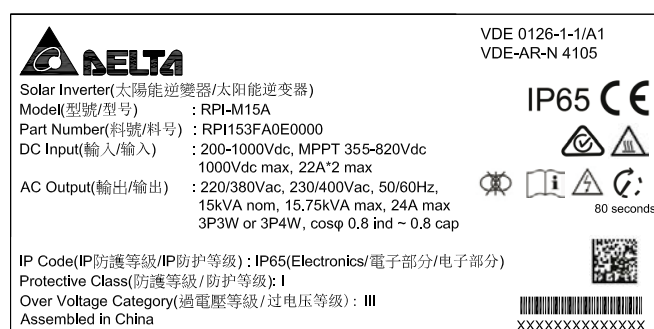 DELTA
VDE 0126-1-1/A1
VDE-AR-N 4105
Solar Inverter(太陽能逆變器/太阳能逆变器)
Model(型號/型号) : RPI-M15A
Part Number(料號/料号) : RPI153FA0E0000
DC Input(輸入/输入) : 200-1000Vdc, MPPT 355-820Vdc
1000Vdc max, 22A*2 max
AC Output(輸出/输出) : 220/380Vac, 230/400Vac, 50/60Hz,
15kVA nom, 15.75kVA max, 24A max
3P3W or 3P4W, cosφ 0.8 ind ~ 0.8 cap
IP65 CE
80 seconds
IP Code(IP防護等級/IP防护等级) : IP65(Electronics/電子部分/电子部分)
Protective Class(防護等級/防护等级): I
Over Voltage Category(過電壓等級/过电压等级) : III
Assembled in China
XXXXXXXXXXXXXX